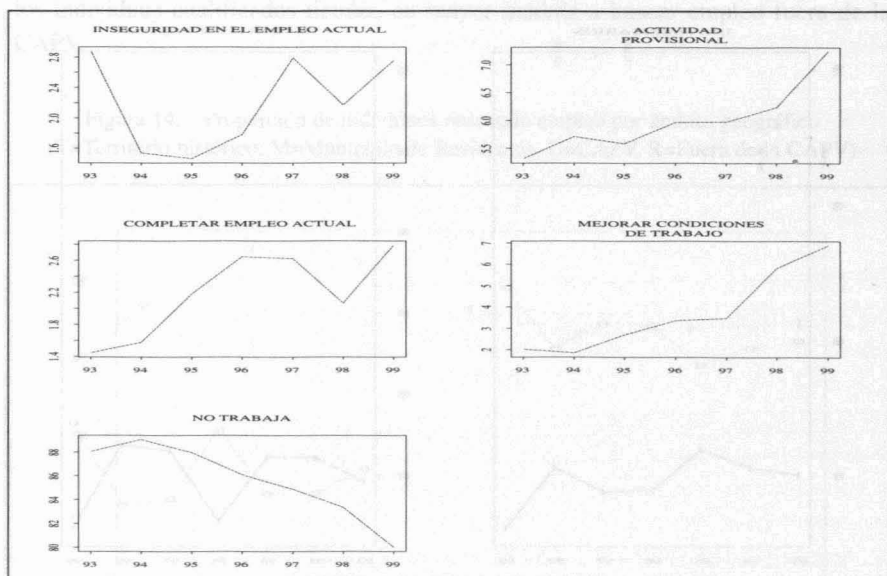 INSEGURIDAD EN EL EMPLEO ACTUAL
2.8
2.4
2.0
1.6
93 94 95 96 97 98 99
ACTIVIDAD
PROVISIONAL
7.0
6.5
6.0
5.5
93 94 95 96 97 98 99
COMPLETAR EMPLEO ACTUAL
2.6
2.2
1.8
1.4
93 94 95 96 97 98 99
MEJORAR CONDICIONES
DE TRABAJO
7
6
5
4
3
2
93 94 95 96 97 98 99
NO TRABAJA
88
86
84
82
80
93 94 95 96 97 98 99